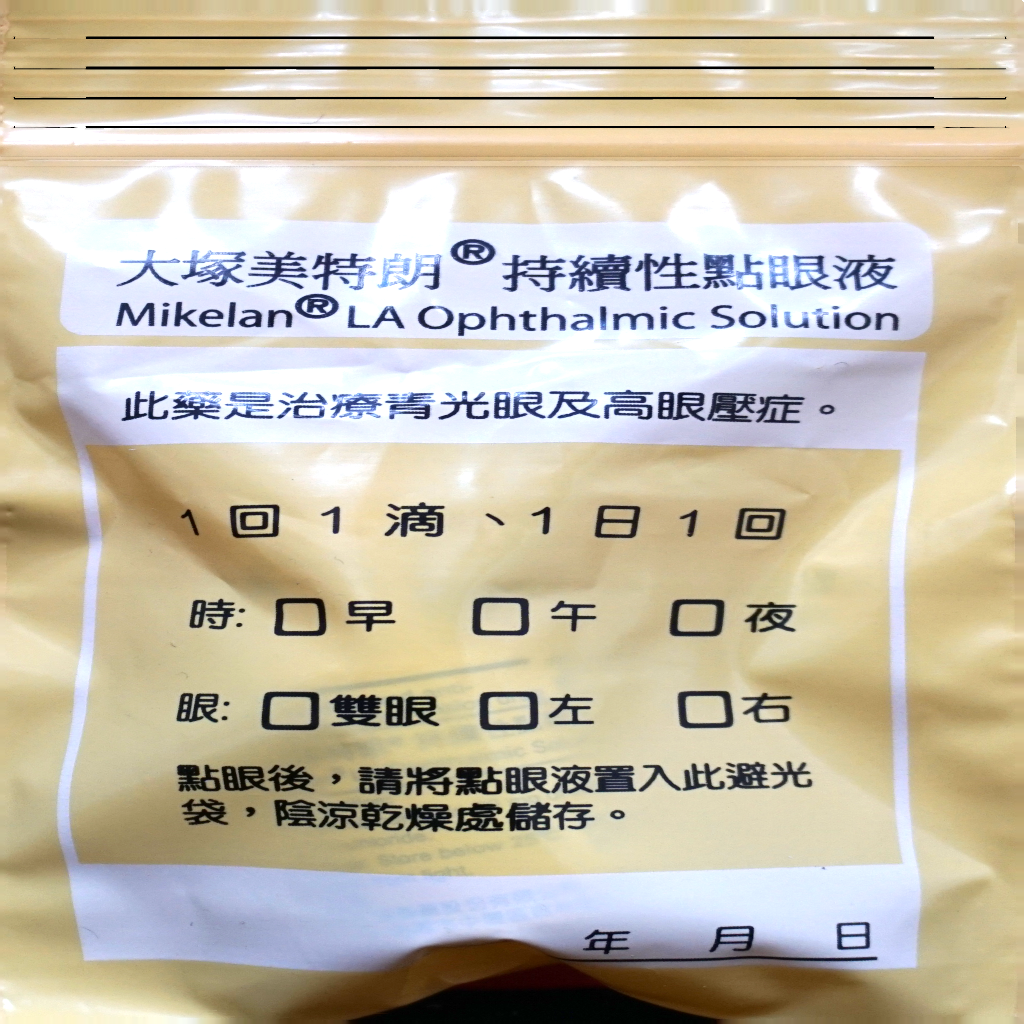 大塚美特朗® 持續性點眼液
Mikelan® LA Ophthalmic Solution
此藥是治療青光眼及高眼壓症。
1 回 1 滴、1 日 1 回
時: □ 早 □ 午 □ 夜
眼: □ 雙眼 □ 左 □ 右
點眼後，請將點眼液置入此避光
袋，陰涼乾燥處儲存。
Store below
年 月 日